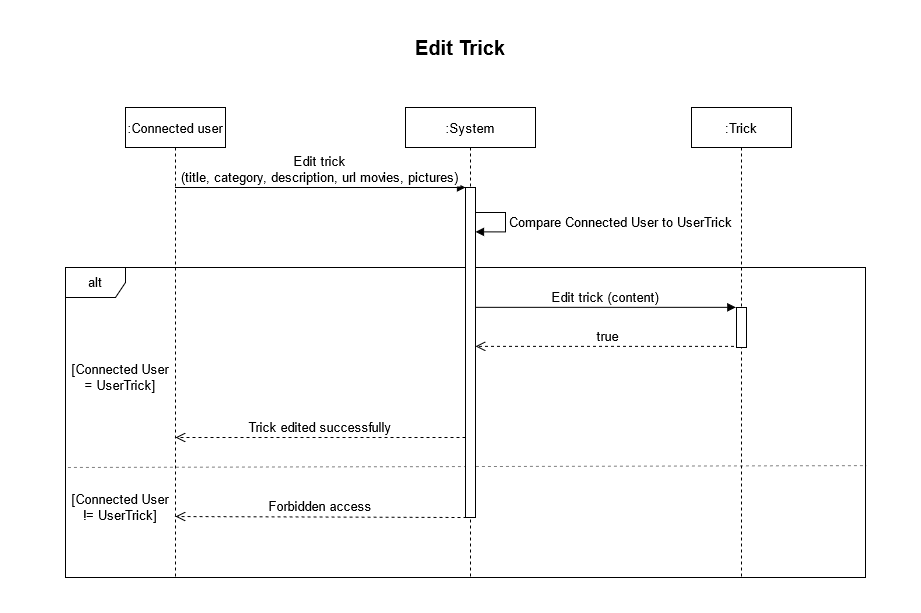 Edit Trick
:Connected user
:System
:Trick
Edit trick
(title, category, description, url movies, pictures)
Compare Connected User to UserTrick
alt
Edit trick (content)
true
[Connected User
= UserTrick]
Trick edited successfully
[Connected User
!= UserTrick]
Forbidden access